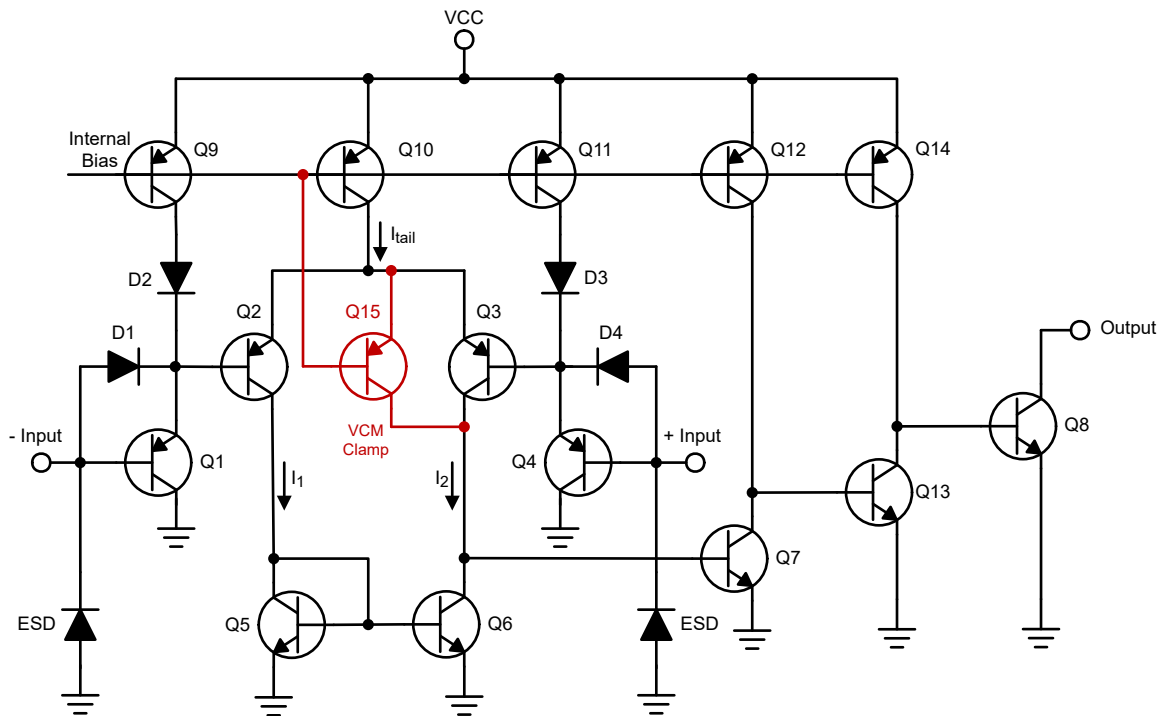 VCC
Internal
Bias
Q9
Q10
Q11
Q12
Q14
Itail
D2
D3
Q2
Q15
Q3
D1
D4
Output
VCM
Clamp
- Input
+ Input
Q1
Q4
Q8
I1
I2
Q13
Q7
ESD
Q5
Q6
ESD